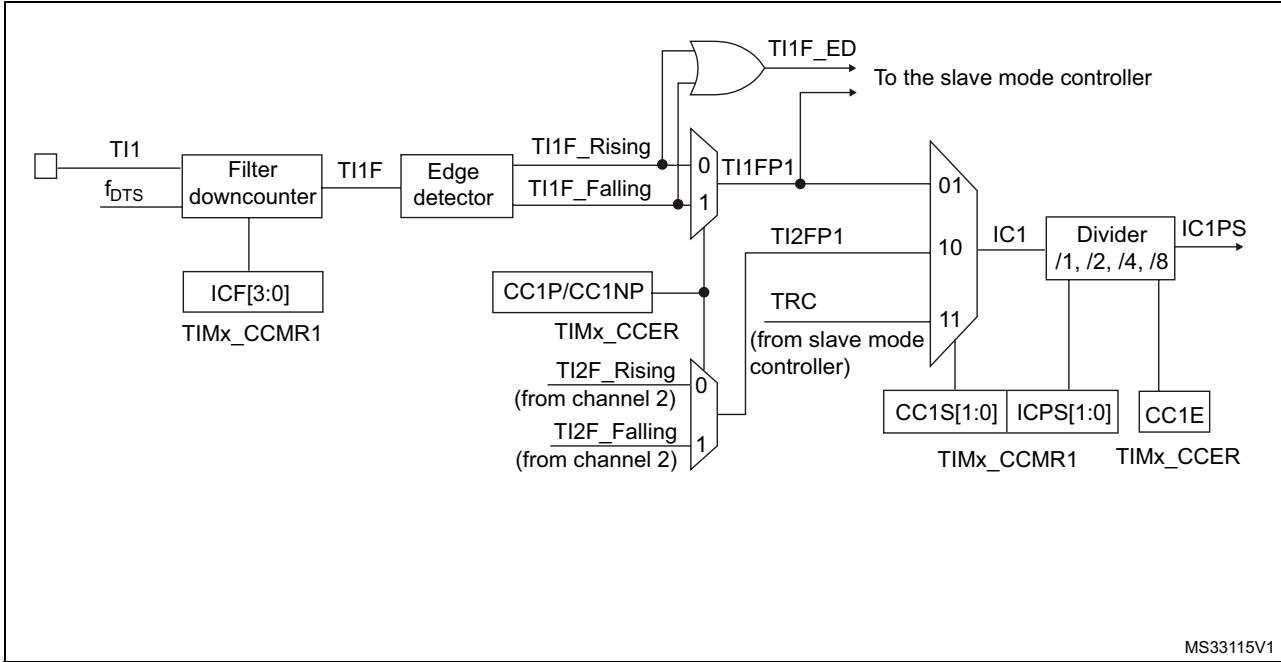 TI1F_ED
To the slave mode controller
TI1
fDTS
Filter
downcounter
TI1F
Edge
detector
TI1F_Rising
TI1F_Falling
0
1
TI1FP1
01
10
11
TI2FP1
TRC
(from slave mode
controller)
IC1
Divider
/1, /2, /4, /8
IC1PS
ICF[3:0]
TIMx_CCMR1
CC1P/CC1NP
TIMx_CCER
TI2F_Rising
(from channel 2)
TI2F_Falling
(from channel 2)
0
1
CC1S[1:0]
ICPS[1:0]
TIMx_CCMR1
CC1E
TIMx_CCER
MS33115V1